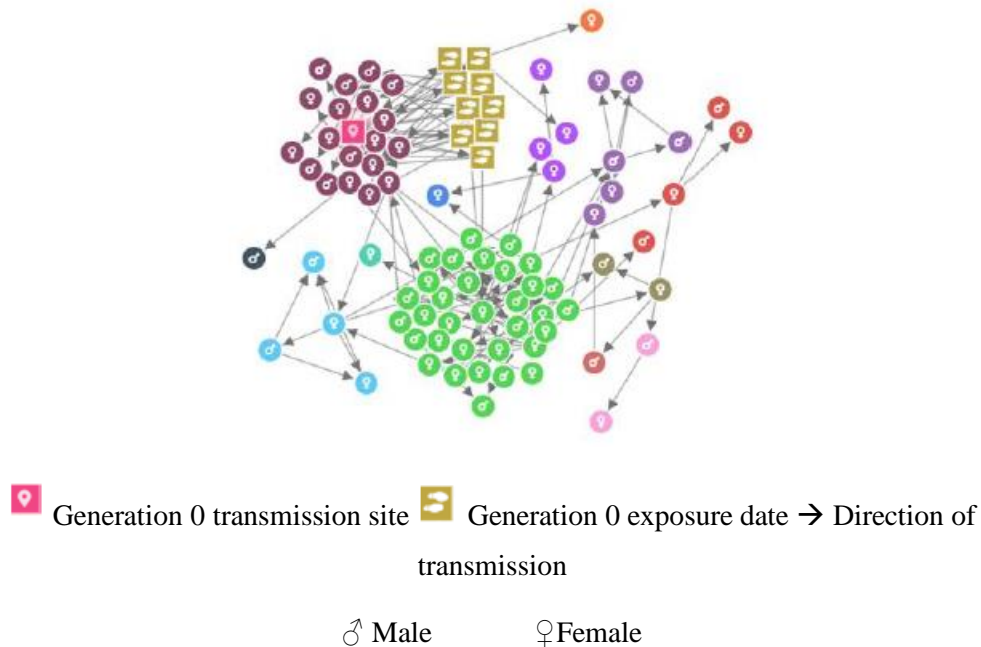 Generation 0 transmission site Generation 0 exposure date → Direction of
transmission
♂ Male ♀Female